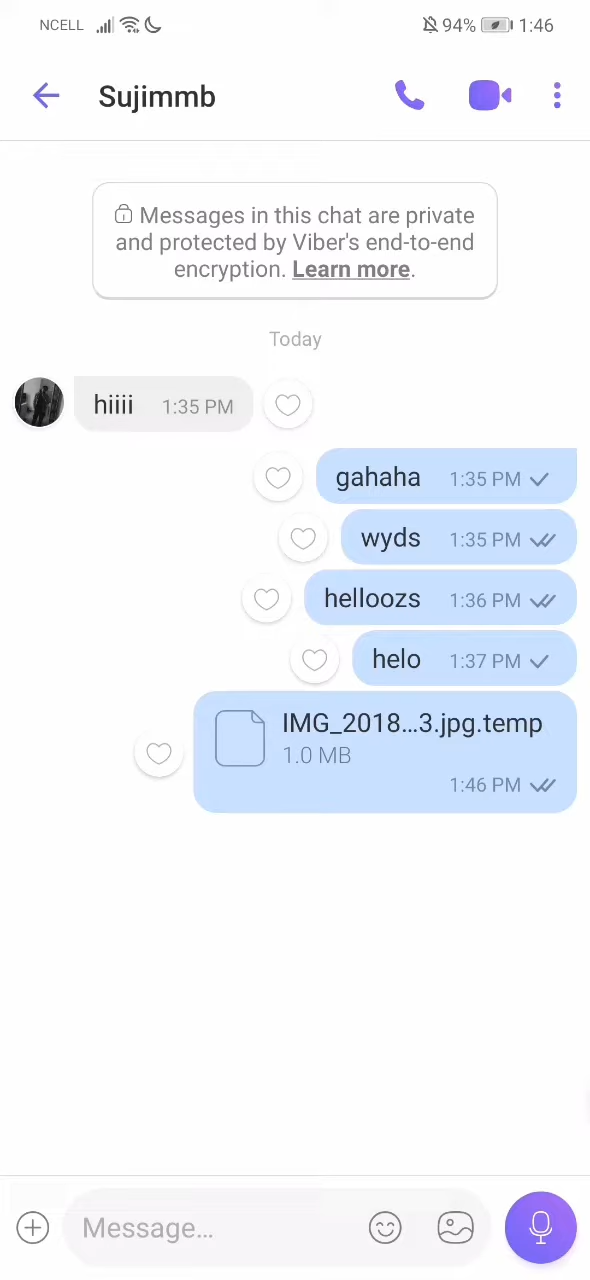 NCELL 94% 1:46
Sujimmb
Messages in this chat are private
and protected by Viber's end-to-end
encryption. Learn more.
Today
hiiii 1:35 PM
gahaha 1:35 PM
wyds 1:35 PM
helloozs 1:36 PM
helo 1:37 PM
IMG_2018...3.jpg.temp
1.0 MB
1:46 PM
Message...